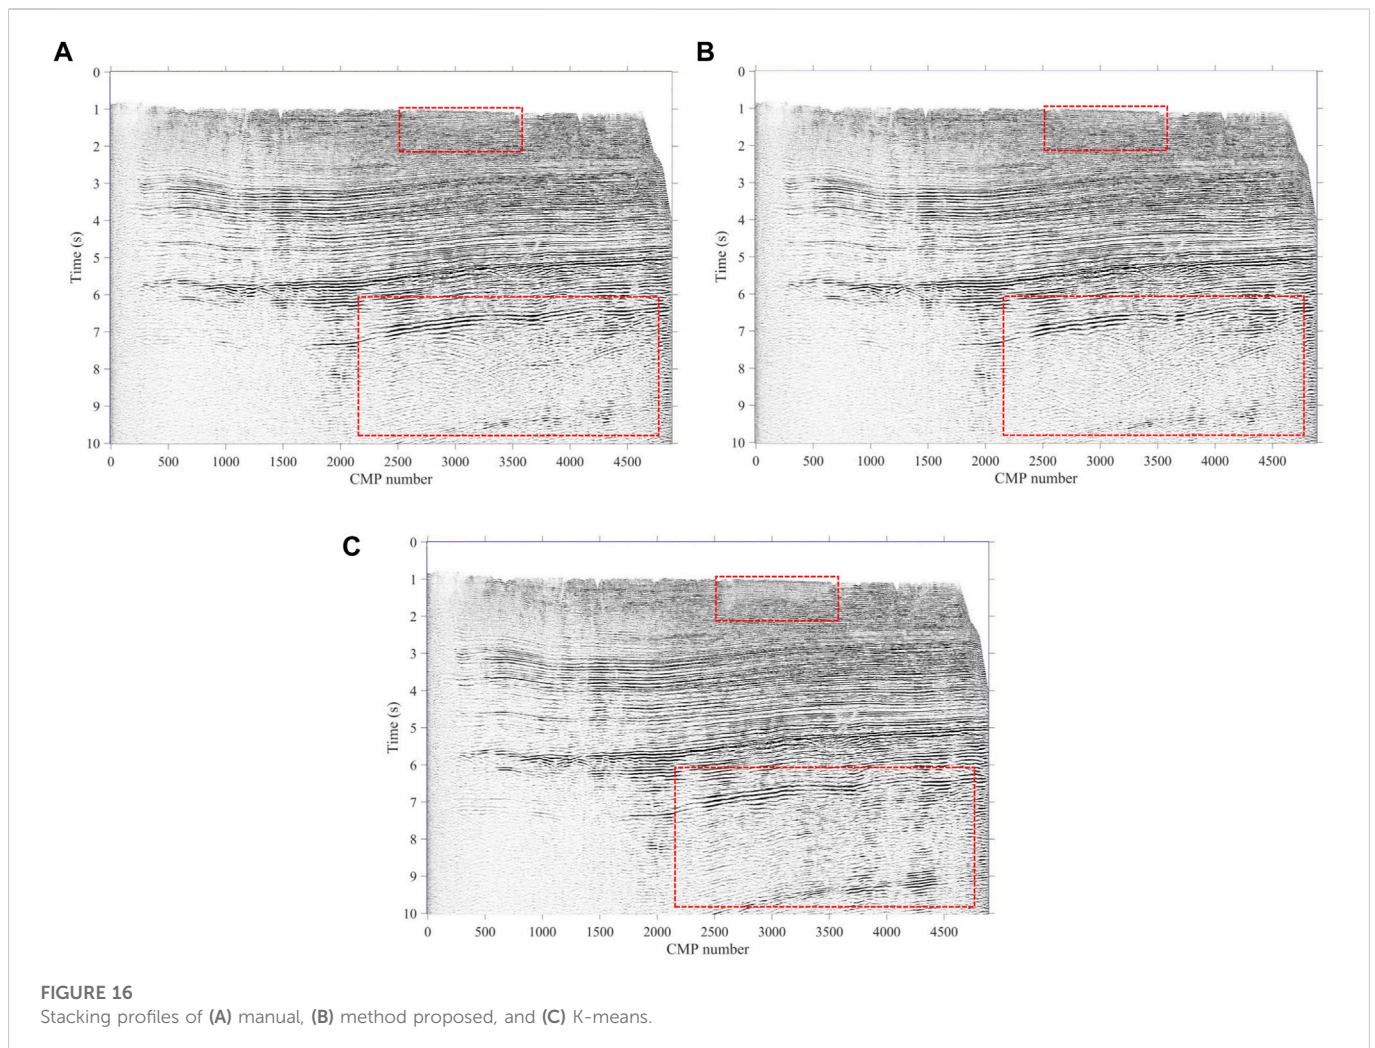 A
B
0
1
2
3
4
5
6
7
8
9
10
Time (s)
0 500 1000 1500 2000 2500 3000 3500 4000 4500
CMP number
0
1
2
3
4
5
6
7
8
9
10
Time (s)
0 500 1000 1500 2000 2500 3000 3500 4000 4500
CMP number
C
0
1
2
3
4
5
6
7
8
9
10
Time (s)
0 500 1000 1500 2000 2500 3000 3500 4000 4500
CMP number
FIGURE 16
Stacking profiles of (A) manual, (B) method proposed, and (C) K-means.